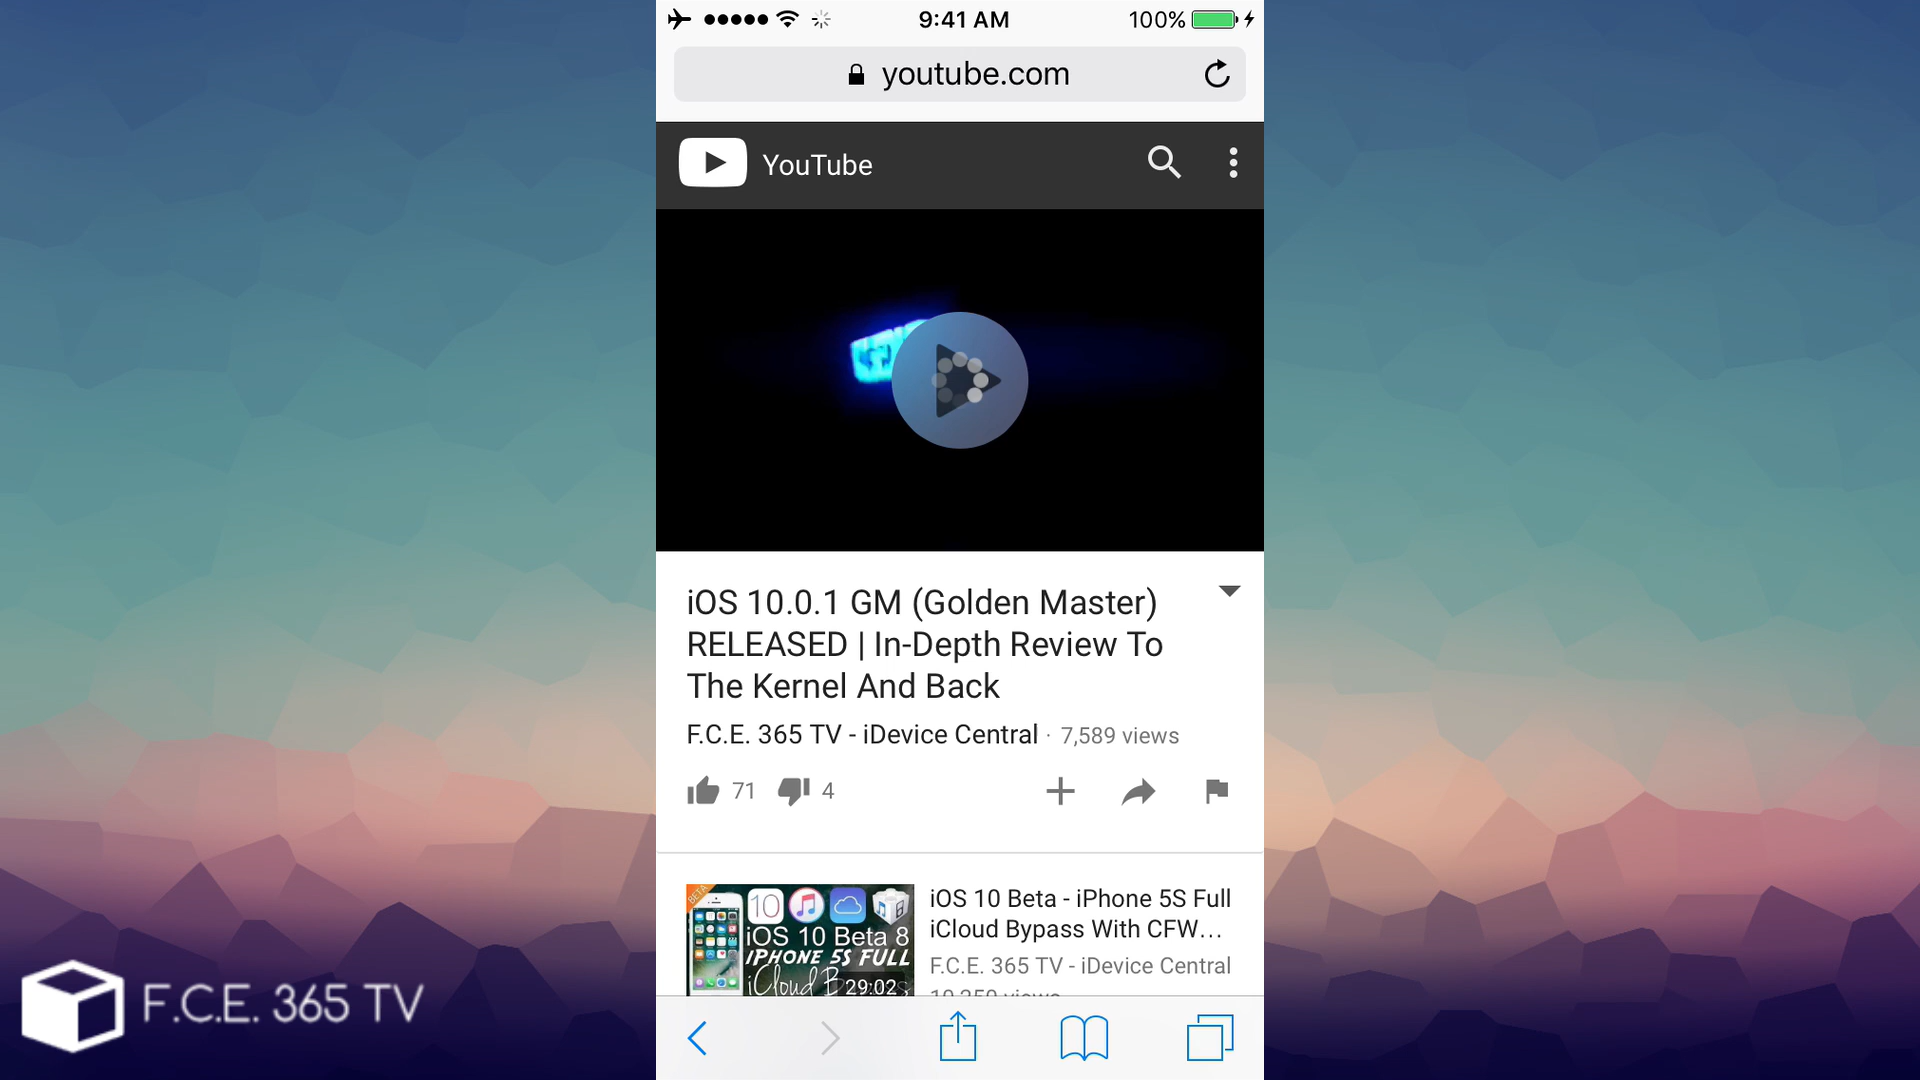 9:41 AM
100%
youtube.com
YouTube
iOS 10.0.1 GM (Golden Master)
RELEASED | In-Depth Review To
The Kernel And Back
F.C.E. 365 TV - iDevice Central · 7,589 views
71
4
BETA
10
iOS 10 Beta 8
iPHONE 5S FULL
iCloud
29:02
iOS 10 Beta - iPhone 5S Full
iCloud Bypass With CFW...
F.C.E. 365 TV - iDevice Central
F.C.E. 365 TV